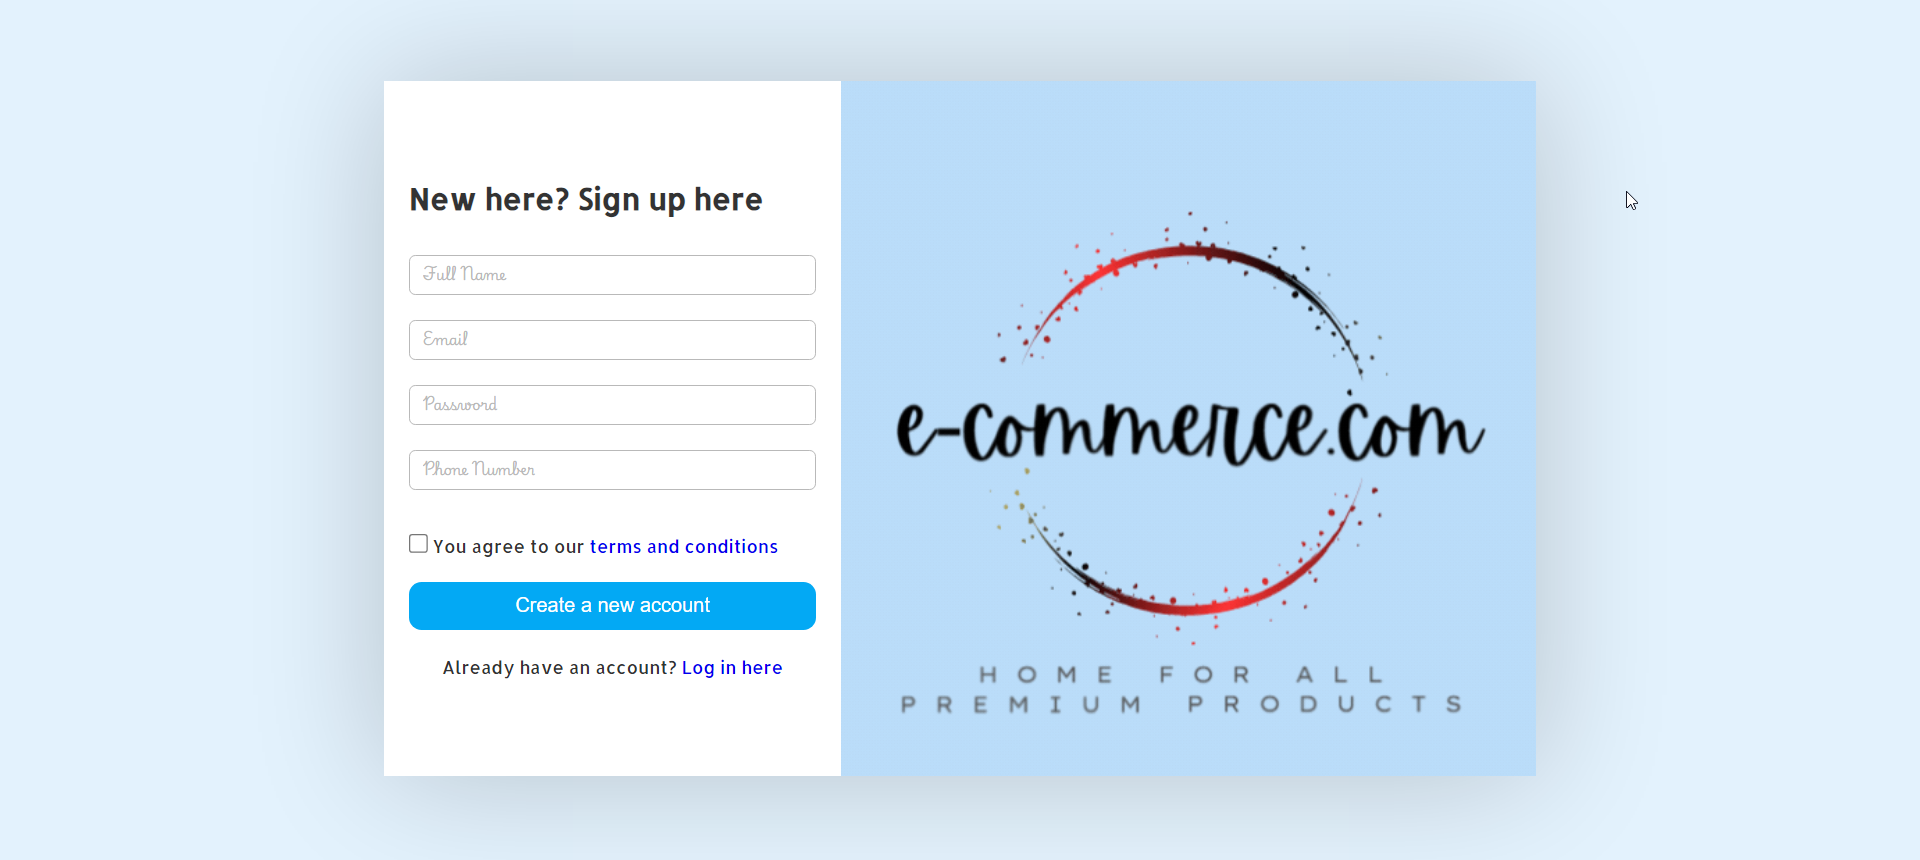 New here? Sign up here
Full Name
Email
Password
Phone Number
You agree to our terms and conditions
Create a new account
Already have an account? Log in here
e-commerce.com
HOME FOR ALL
PREMIUM PRODUCTS